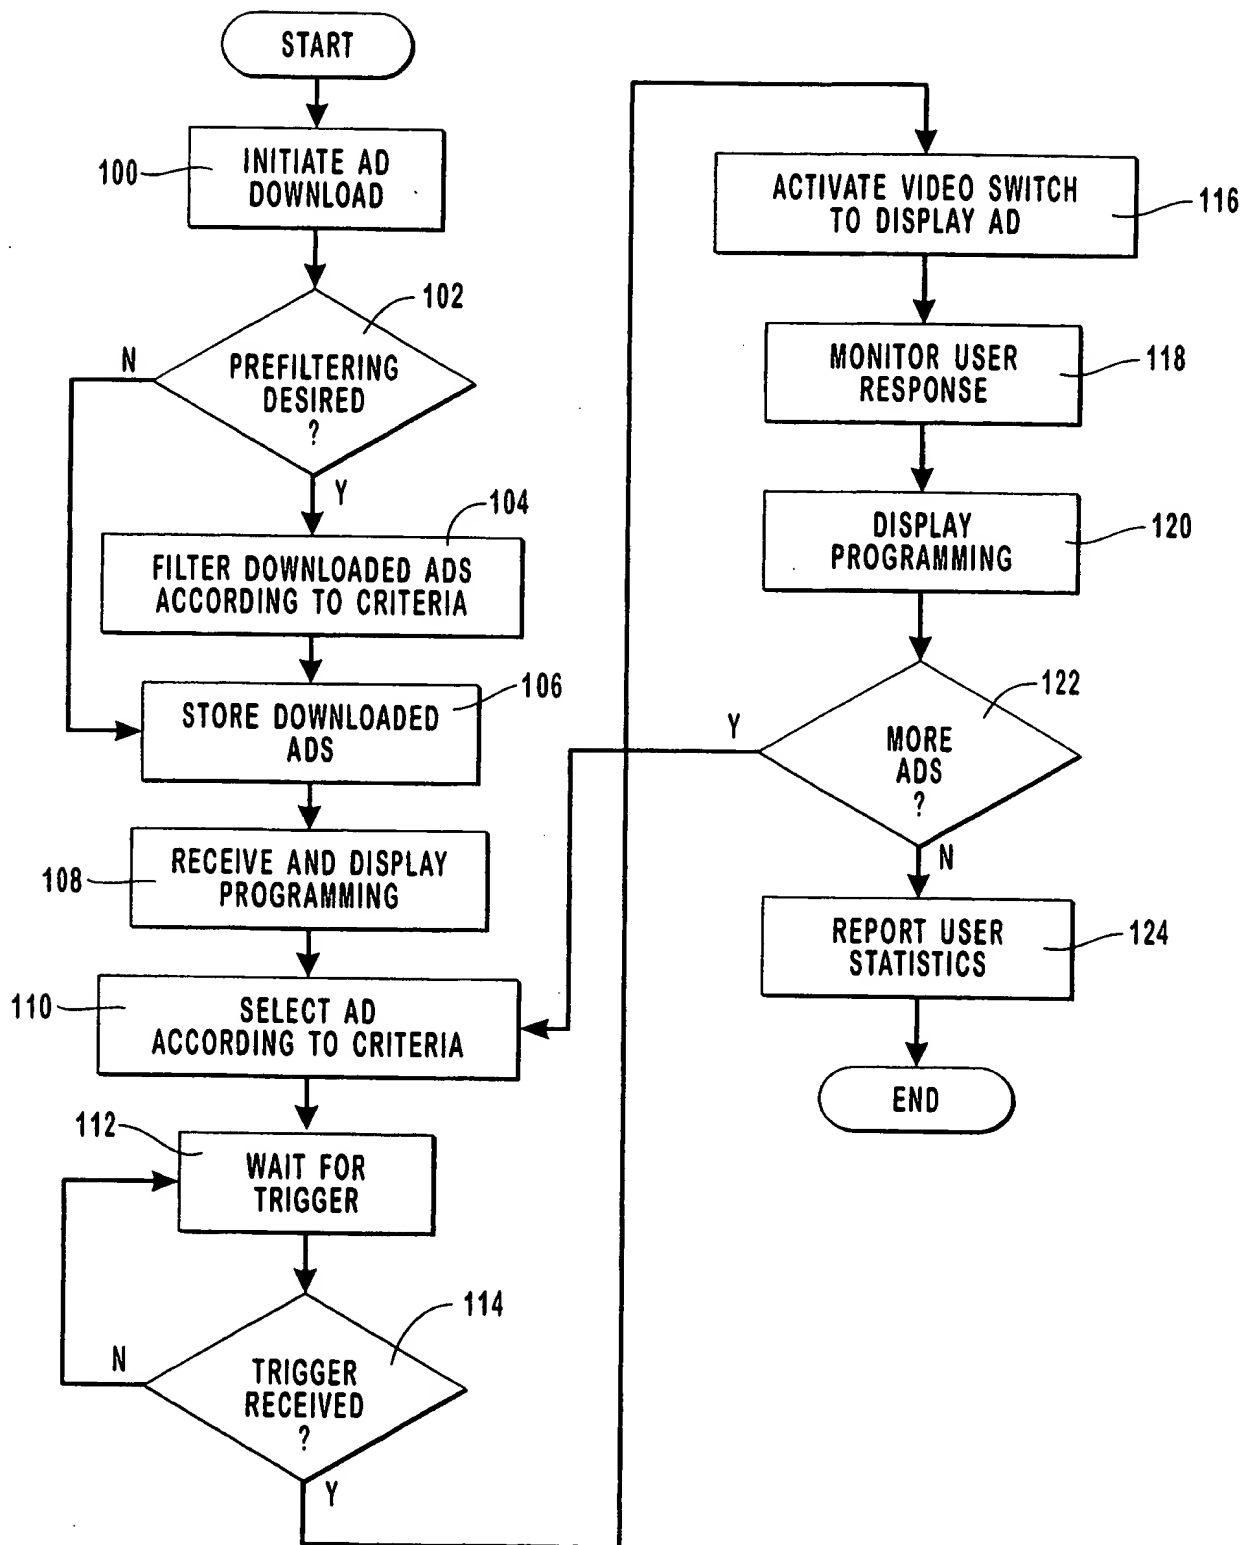 START
100
INITIATE AD
DOWNLOAD
102
N
PREFILTERING
DESIRED
?
Y
104
FILTER DOWNLOADED ADS
ACCORDING TO CRITERIA
106
STORE DOWNLOADED
ADS
108
RECEIVE AND DISPLAY
PROGRAMMING
110
SELECT AD
ACCORDING TO CRITERIA
112
WAIT FOR
TRIGGER
114
N
TRIGGER
RECEIVED
?
Y
ACTIVATE VIDEO SWITCH
TO DISPLAY AD
116
MONITOR USER
RESPONSE
118
DISPLAY
PROGRAMMING
120
122
Y
MORE
ADS
?
N
REPORT USER
STATISTICS
124
END